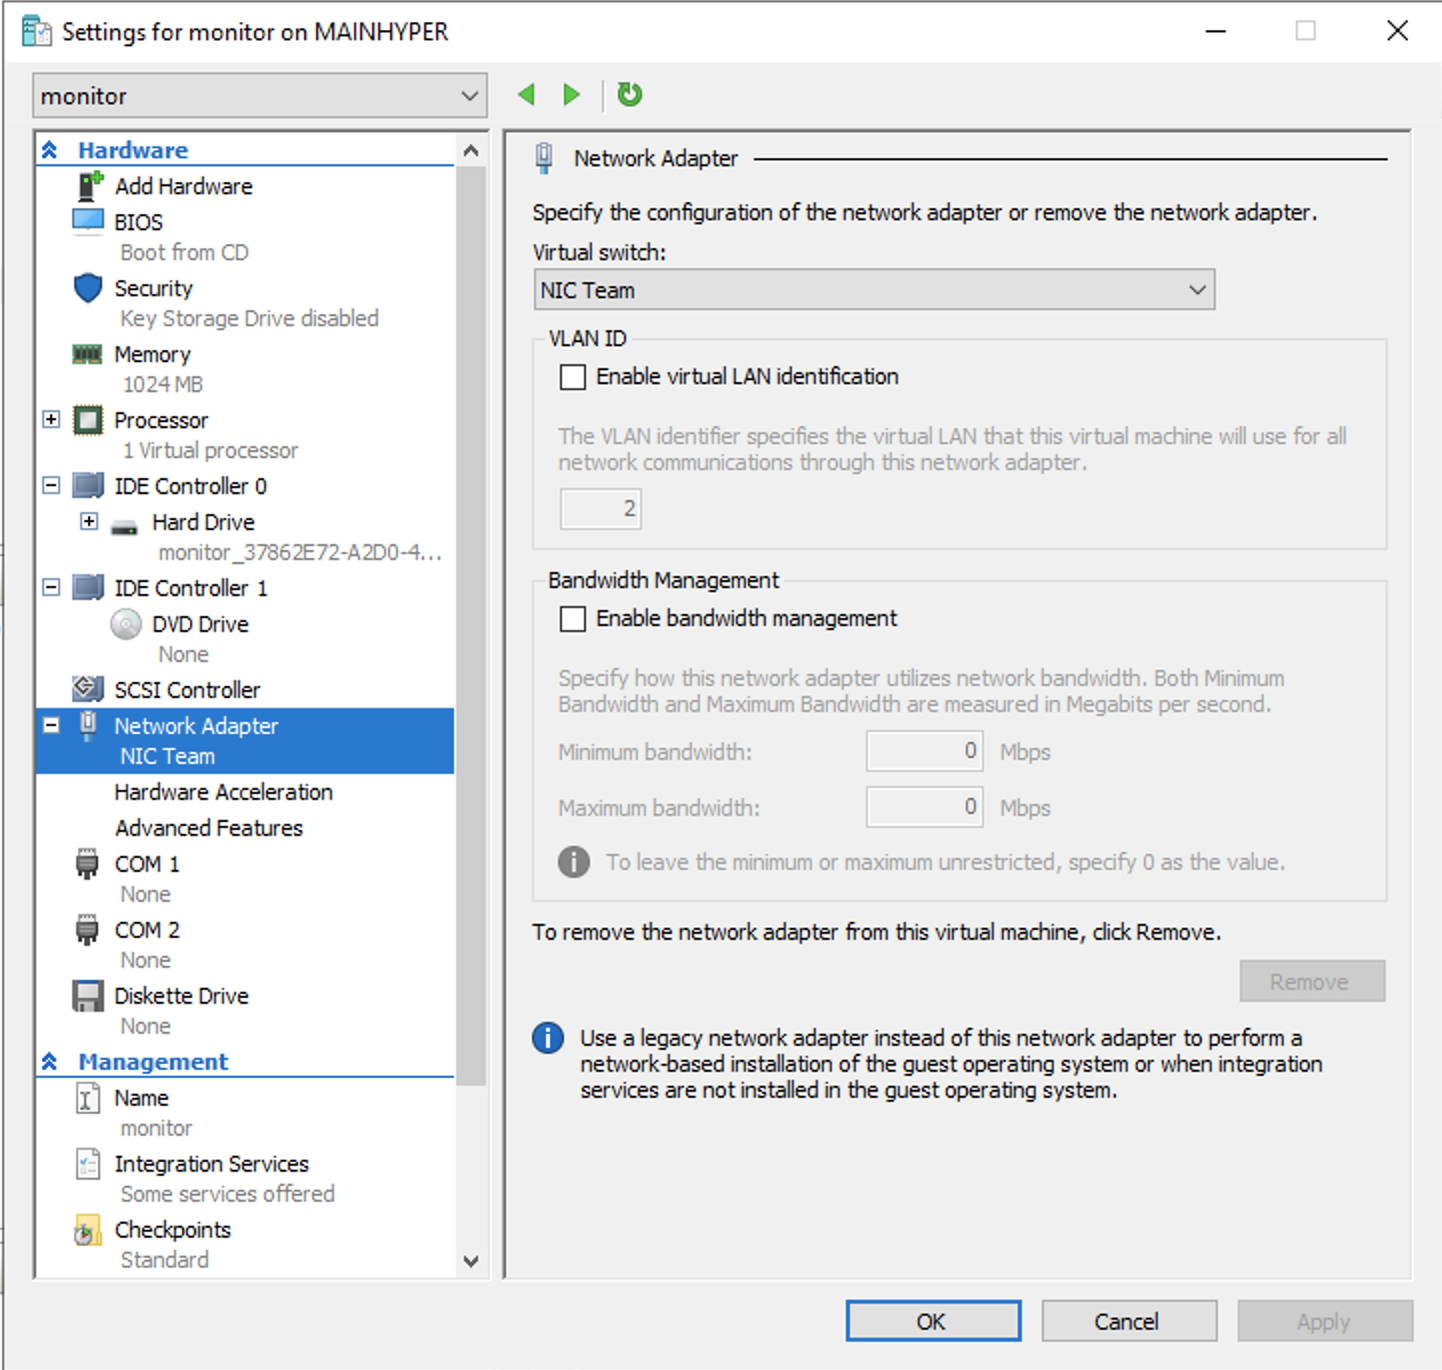 Settings for monitor on MAINHYPER
monitor
Hardware
Add Hardware
BIOS
Boot from CD
Security
Key Storage Drive disabled
Memory
1024 MB
Processor
1 Virtual processor
IDE Controller 0
Hard Drive
monitor_37862E72-A2D0-4...
IDE Controller 1
DVD Drive
None
SCSI Controller
Network Adapter
NIC Team
Hardware Acceleration
Advanced Features
COM 1
None
COM 2
None
Diskette Drive
None
Management
Name
monitor
Integration Services
Some services offered
Checkpoints
Standard
Network Adapter
Specify the configuration of the network adapter or remove the network adapter.
Virtual switch:
NIC Team
VLAN ID
Enable virtual LAN identification
The VLAN identifier specifies the virtual LAN that this virtual machine will use for all
network communications through this network adapter.
2
Bandwidth Management
Enable bandwidth management
Specify how this network adapter utilizes network bandwidth. Both Minimum
Bandwidth and Maximum Bandwidth are measured in Megabits per second.
Minimum bandwidth: 0 Mbps
Maximum bandwidth: 0 Mbps
To leave the minimum or maximum unrestricted, specify 0 as the value.
To remove the network adapter from this virtual machine, click Remove.
Remove
Use a legacy network adapter instead of this network adapter to perform a
network-based installation of the guest operating system or when integration
services are not installed in the guest operating system.
OK Cancel Apply